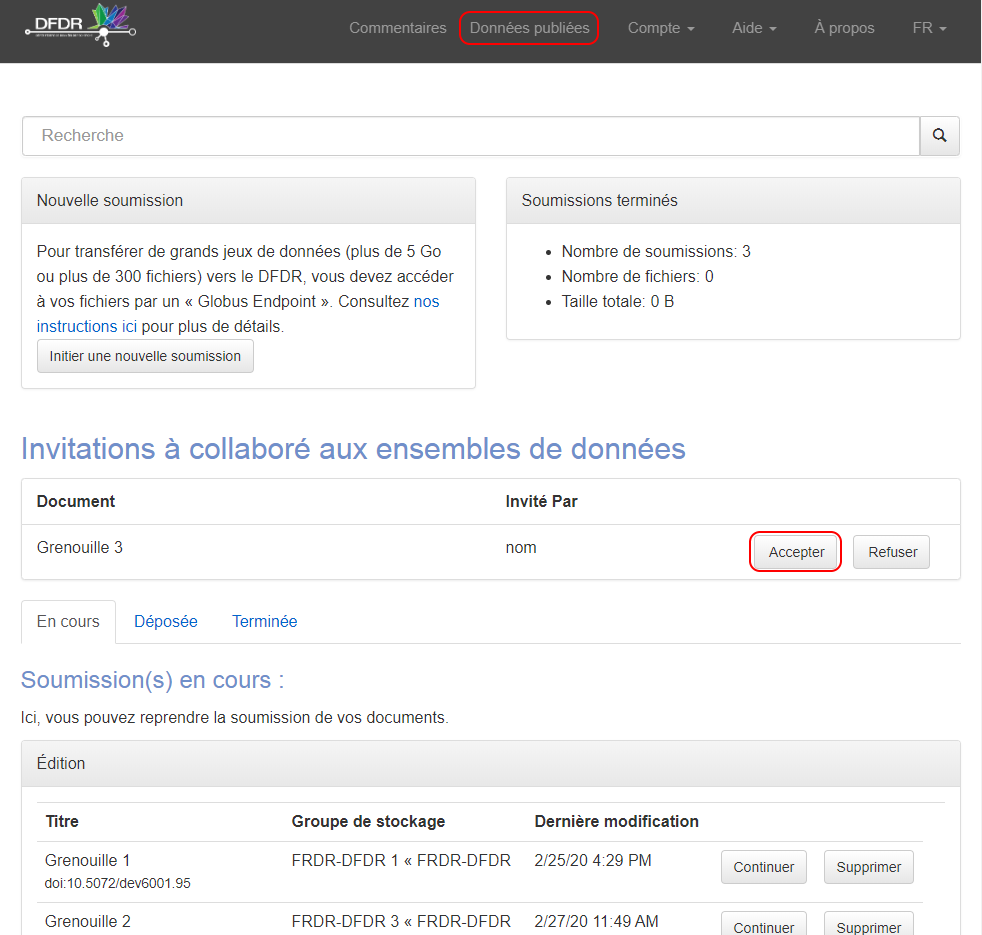 DFDR
Commentaires Données publiées Compte Aide À propos FR
Recherche
Nouvelle soumission
Pour transférer de grands jeux de données (plus de 5 Go
ou plus de 300 fichiers) vers le DFDR, vous devez accéder
à vos fichiers par un « Globus Endpoint ». Consultez nos
instructions ici pour plus de détails.
Initier une nouvelle soumission
Soumissions terminés
• Nombre de soumissions: 3
• Nombre de fichiers: 0
• Taille totale: 0 B
Invitations à collaboré aux ensembles de données
Document Invité Par
Grenouille 3 nom Accepter Refuser
En cours Déposée Terminée
Soumission(s) en cours :
Ici, vous pouvez reprendre la soumission de vos documents.
Édition
Titre Groupe de stockage Dernière modification
Grenouille 1 FRDR-DFDR 1 « FRDR-DFDR 2/25/20 4:29 PM Continuer Supprimer
doi:10.5072/dev6001.95
Grenouille 2 FRDR-DFDR 3 « FRDR-DFDR 2/27/20 11:49 AM Continuer Supprimer